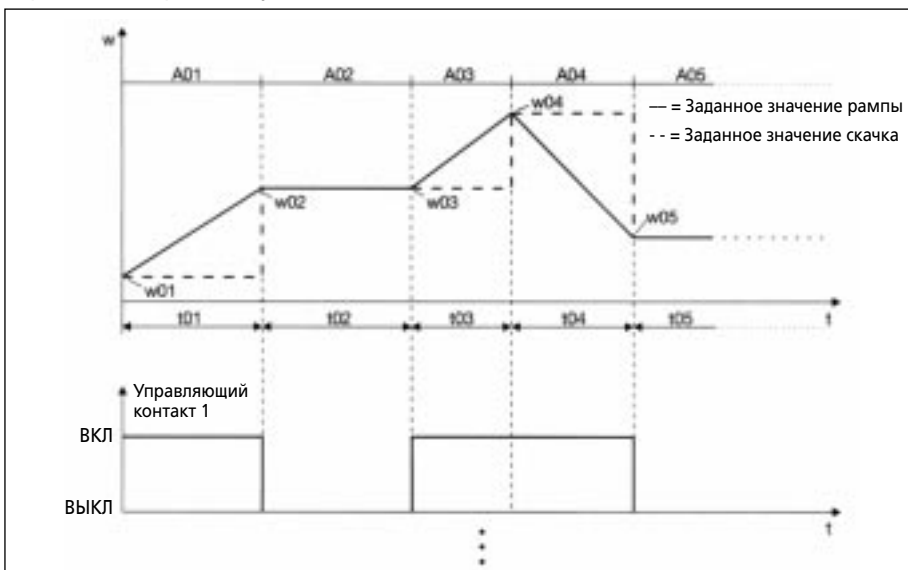 w
A01 A02 A03 A04 A05
w04
— = Заданное значение рампы
- - = Заданное значение скачка
w02
w03
w05
w01
t01 t02 t03 t04 t05
t
Управляющий
контакт 1
ВКЛ
ВЫКЛ
t